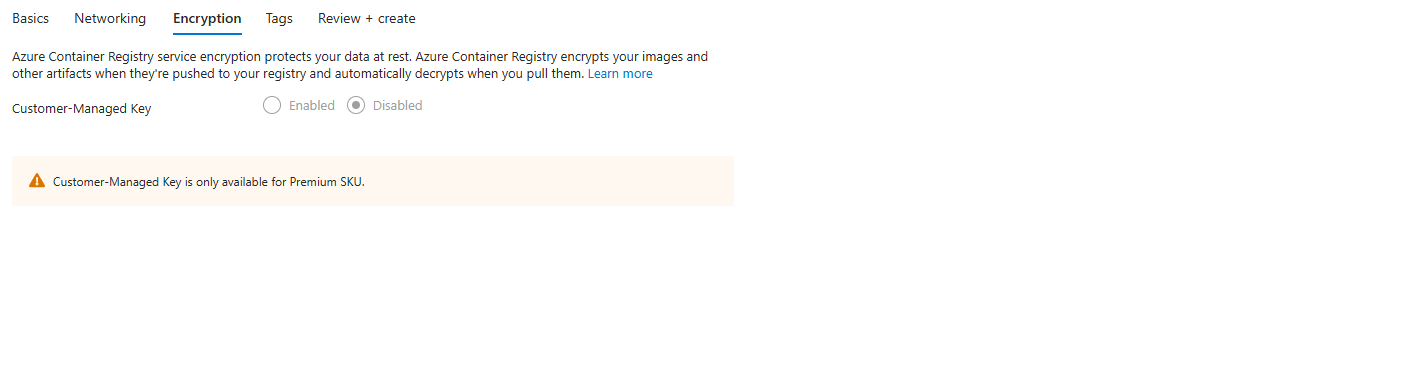 Basics Networking Encryption Tags Review + create
Azure Container Registry service encryption protects your data at rest. Azure Container Registry encrypts your images and
other artifacts when they're pushed to your registry and automatically decrypts when you pull them. Learn more
Customer-Managed Key Enabled Disabled
Customer-Managed Key is only available for Premium SKU.